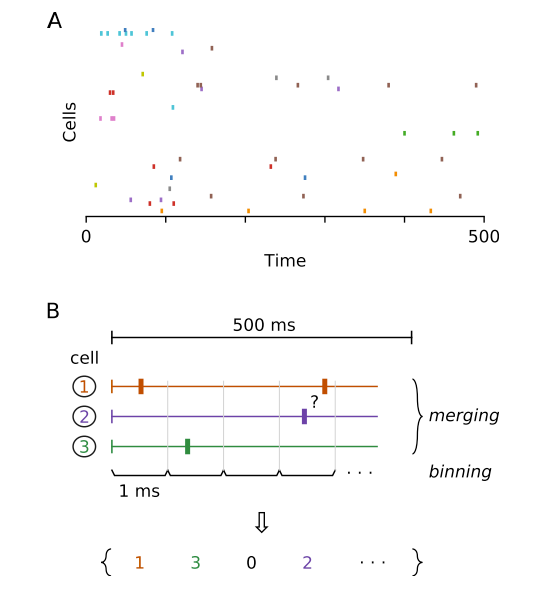 A
Cells
0 500
Time
B
500 ms
cell
1
?
2 merging
3
. . . binning
1 ms
⇩
{ 1 3 0 2 . . . }